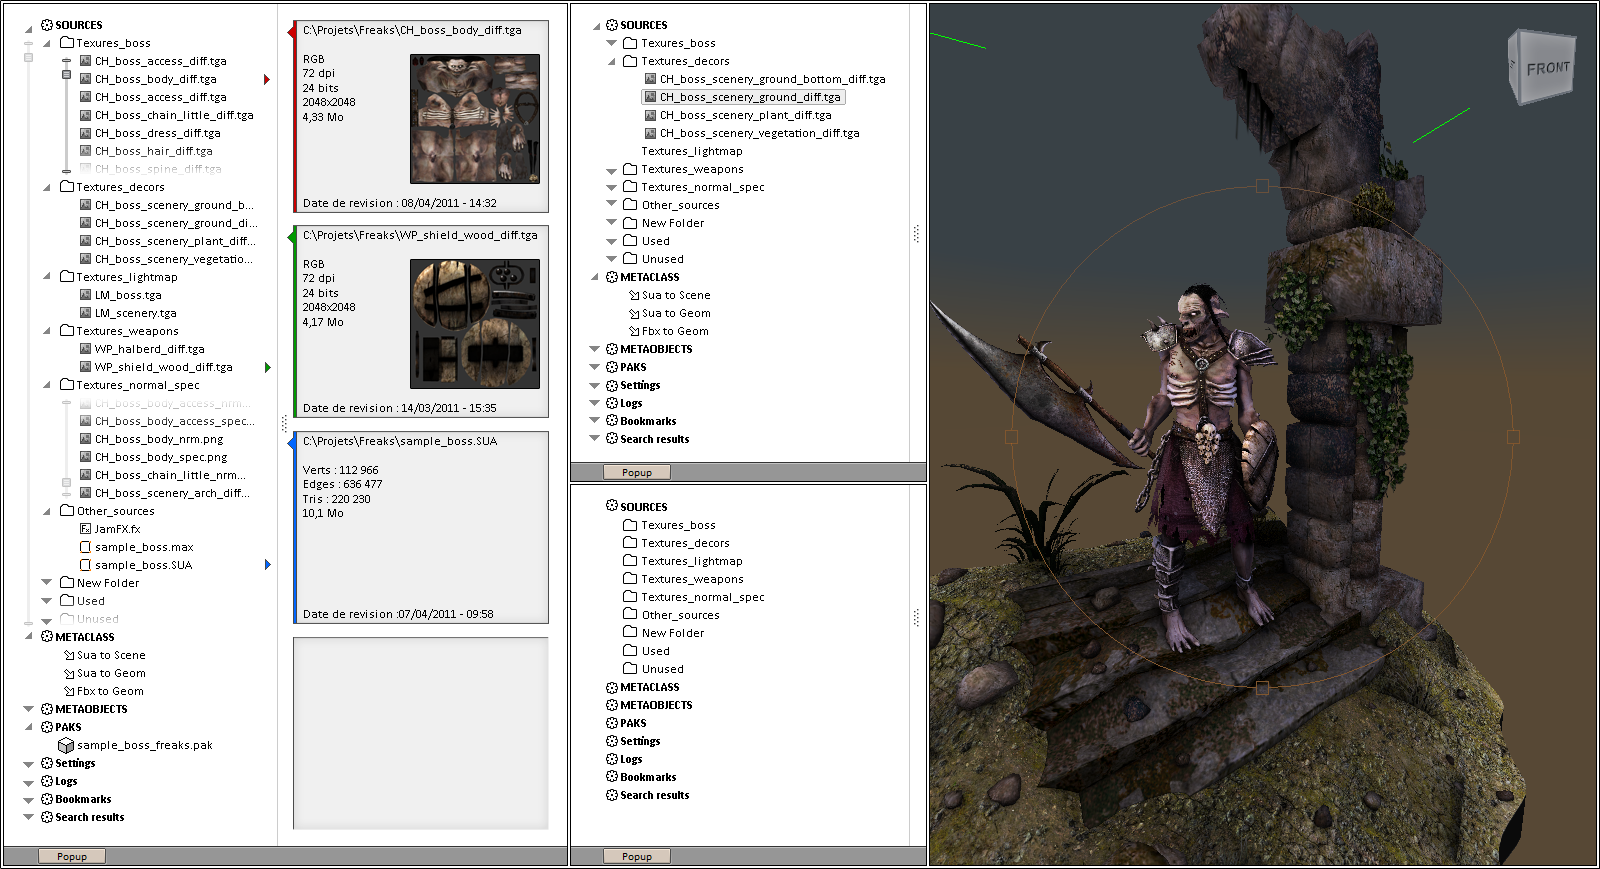 SOURCES
Texures_boss
CH_boss_access_diff.tga
CH_boss_body_diff.tga
CH_boss_access_diff.tga
CH_boss_chain_little_diff.tga
CH_boss_dress_diff.tga
CH_boss_hair_diff.tga
CH_boss_spine_diff.tga
Textures_decors
CH_boss_scenery_ground_b...
CH_boss_scenery_ground_di...
CH_boss_scenery_plant_diff...
CH_boss_scenery_vegetatio...
Textures_lightmap
LM_boss.tga
LM_scenery.tga
Textures_weapons
WP_halberd_diff.tga
WP_shield_wood_diff.tga
Textures_normal_spec
CH_boss_body_access_nrm...
CH_boss_body_access_spec...
CH_boss_body_nrm.png
CH_boss_body_spec.png
CH_boss_chain_little_nrm...
CH_boss_scenery_arch_diff...
Other_sources
Fx JamFX.fx
sample_boss.max
sample_boss.SUA
New Folder
Used
Unused
METACLASS
Sua to Scene
Sua to Geom
Fbx to Geom
METAOBJECTS
PAKS
sample_boss_freaks.pak
Settings
Logs
Bookmarks
Search results
Popup
C:\Projets\Freaks\CH_boss_body_diff.tga
RGB
72 dpi
24 bits
2048x2048
4,33 Mo
Date de revision : 08/04/2011 - 14:32
C:\Projets\Freaks\WP_shield_wood_diff.tga
RGB
72 dpi
24 bits
2048x2048
4,17 Mo
Date de revision : 14/03/2011 - 15:35
C:\Projets\Freaks\sample_boss.SUA
Verts : 112 966
Edges : 636 477
Tris : 220 230
10,1 Mo
Date de revision :07/04/2011 - 09:58
SOURCES
Texures_boss
Textures_decors
CH_boss_scenery_ground_bottom_diff.tga
CH_boss_scenery_ground_diff.tga
CH_boss_scenery_plant_diff.tga
CH_boss_scenery_vegetation_diff.tga
Textures_lightmap
Textures_weapons
Textures_normal_spec
Other_sources
New Folder
Used
Unused
METACLASS
Sua to Scene
Sua to Geom
Fbx to Geom
METAOBJECTS
PAKS
Settings
Logs
Bookmarks
Search results
Popup
SOURCES
Texures_boss
Textures_decors
Textures_lightmap
Textures_weapons
Textures_normal_spec
Other_sources
New Folder
Used
Unused
METACLASS
METAOBJECTS
PAKS
Settings
Logs
Bookmarks
Search results
Popup
FRONT